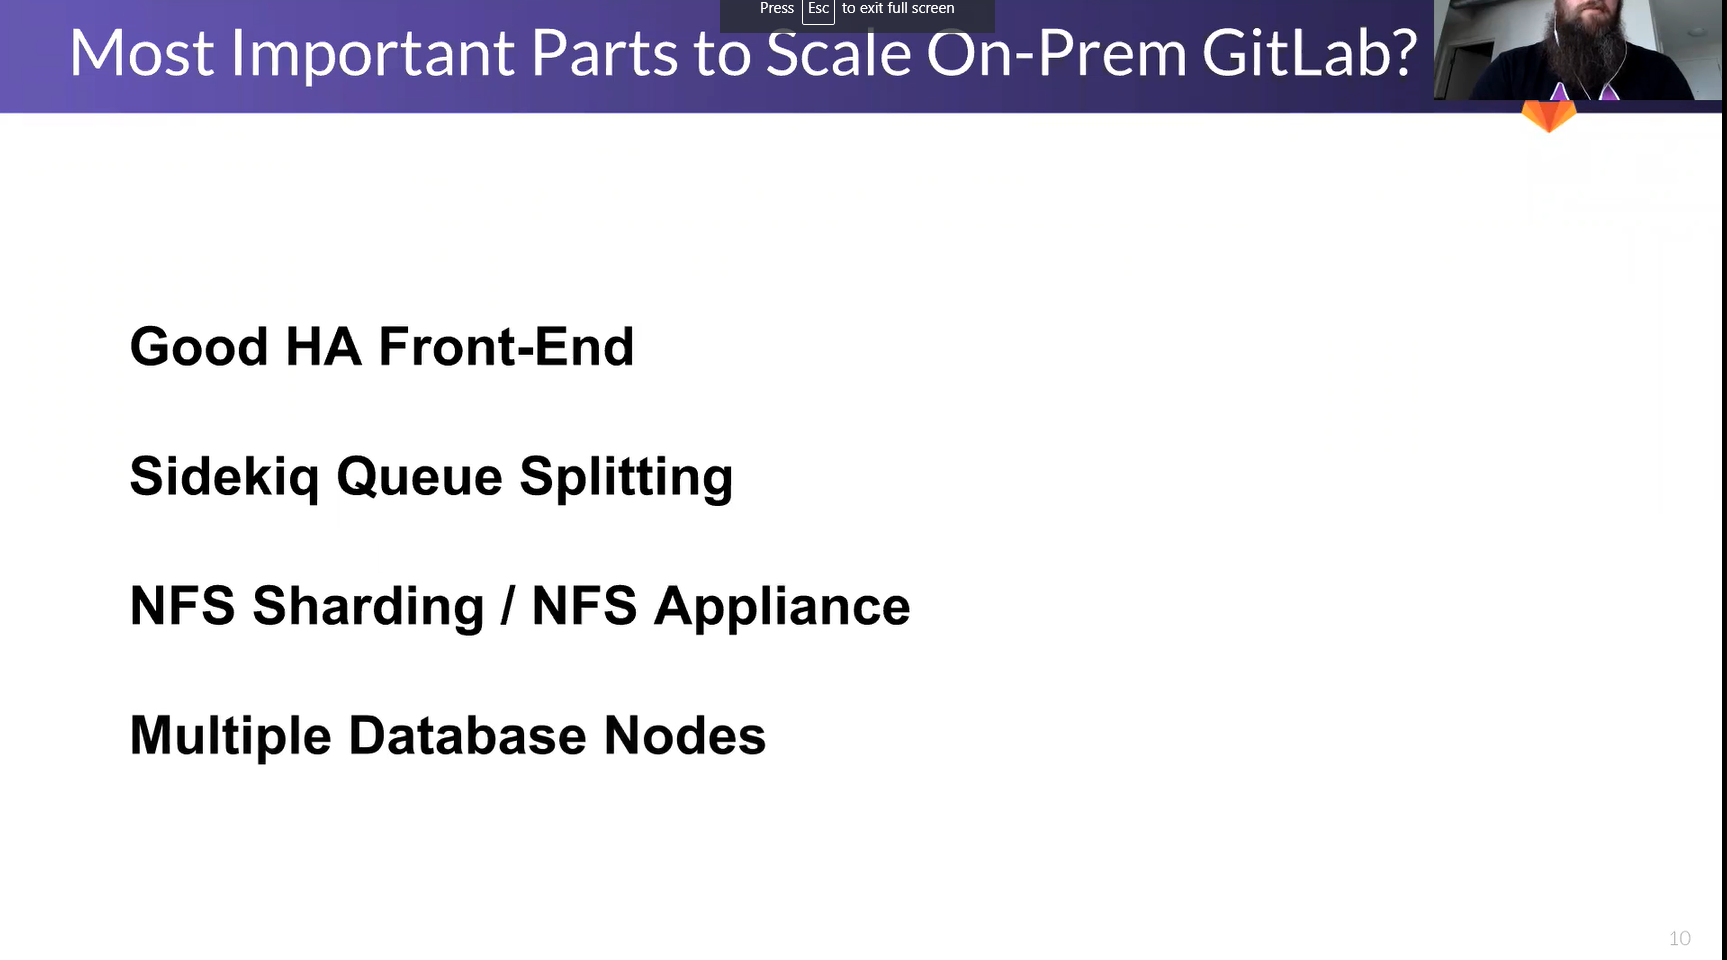 Press Esc to exit full screen
Most Important Parts to Scale On-Prem GitLab?
Good HA Front-End
Sidekiq Queue Splitting
NFS Sharding / NFS Appliance
Multiple Database Nodes
10